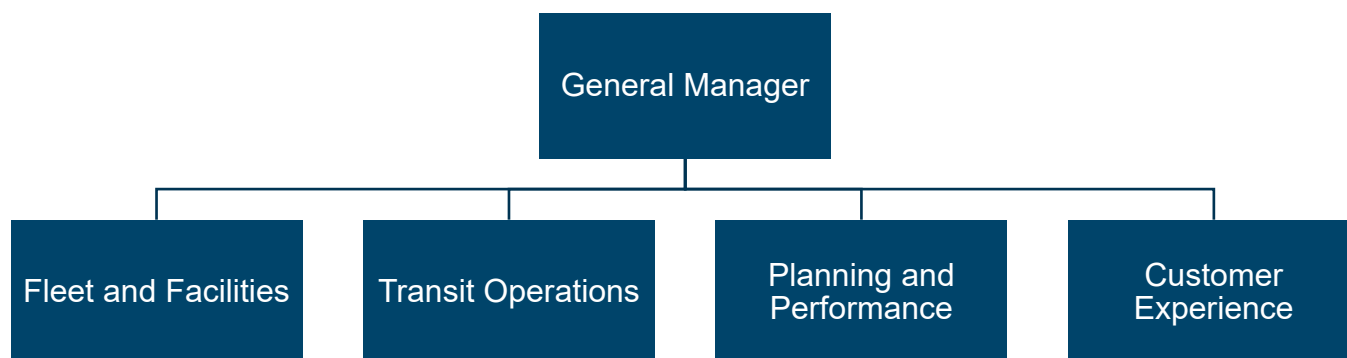 General Manager
Fleet and Facilities
Transit Operations
Planning and
Performance
Customer
Experience